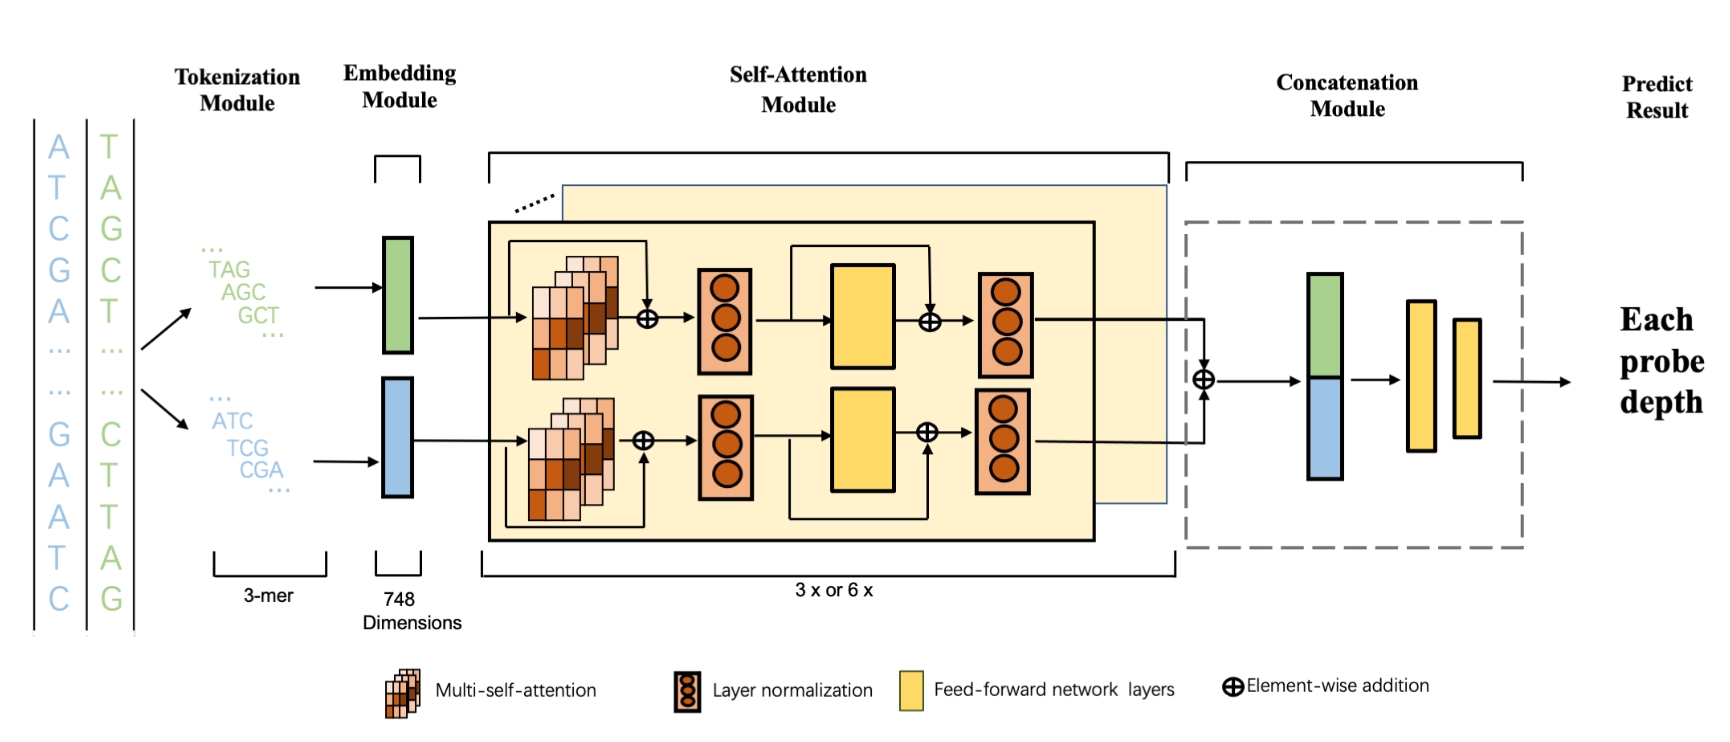 Tokenization
Module
Embedding
Module
Self-Attention
Module
Concatenation
Module
Predict
Result
A T
T A
C G
G C
A T
... ...
... ...
G C
A T
A T
T A
C G
...
TAG
AGC
GCT
...
...
ATC
TCG
CGA
...
Each
probe
depth
3-mer
748
Dimensions
3 x or 6 x
Multi-self-attention
Layer normalization
Feed-forward network layers
Element-wise addition